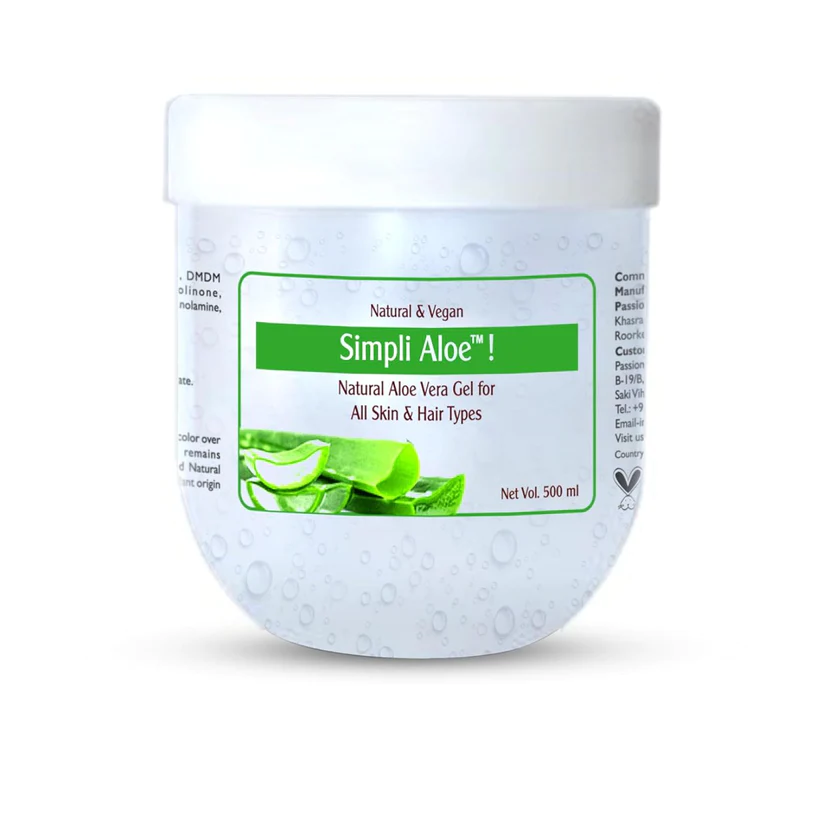 Natural & Vegan
Simpli Aloe™ !
Natural Aloe Vera Gel for
All Skin & Hair Types
Net Vol. 500 ml
, DMDM
olinone,
nolamine,
ate.
color over
remains
d Natural
ant origin
Comm
Manuf
Passio
Khasra
Roorke
Custo
Passion
B-19/B,
Saki Vih
Tel.: +9
Email-i
Visit us
Country